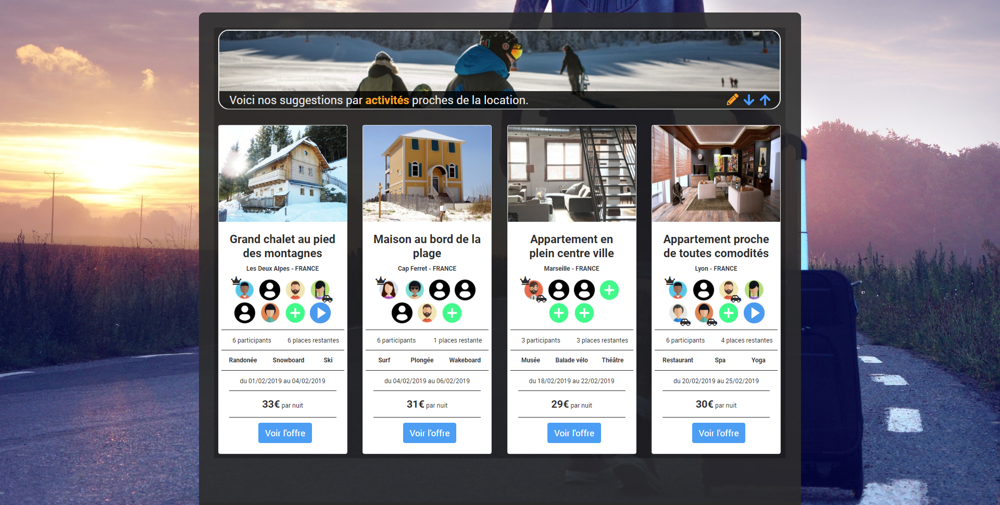 Voici nos suggestions par activités proches de la location.
Grand chalet au pied
des montagnes
Les Deux Alpes - FRANCE
6 participants 6 places restantes
Randonée Snowboard Ski
du 01/02/2019 au 04/02/2019
33€ par nuit
Voir l'offre
Maison au bord de la
plage
Cap Ferret - FRANCE
6 participants 1 places restante
Surf Plongée Wakeboard
du 04/02/2019 au 06/02/2019
31€ par nuit
Voir l'offre
Appartement en
plein centre ville
Marseille - FRANCE
3 participants 3 places restantes
Musée Balade vélo Théâtre
du 18/02/2019 au 22/02/2019
29€ par nuit
Voir l'offre
Appartement proche
de toutes comodités
Lyon - FRANCE
6 participants 4 places restantes
Restaurant Spa Yoga
du 20/02/2019 au 25/02/2019
30€ par nuit
Voir l'offre